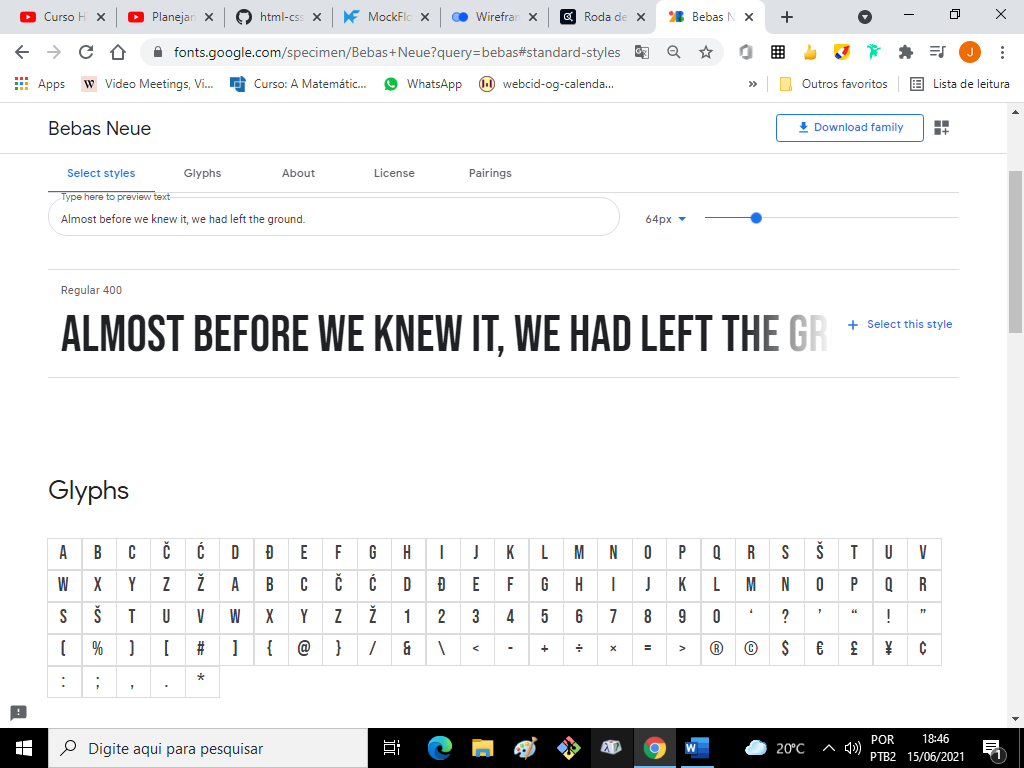 Curso H
Planejar
html-css
MockFlo
Wirefram
Roda de
Bebas N
fonts.google.com/specimen/Bebas+Neue?query=bebas#standard-styles
J
Apps
W Video Meetings, Vi...
Curso: A Matemátic...
WhatsApp
webcid-og-calenda...
»
Outros favoritos
Lista de leitura
Bebas Neue
Download family
Select styles
Glyphs
About
License
Pairings
Type here to preview text
Almost before we knew it, we had left the ground.
64px
Regular 400
ALMOST BEFORE WE KNEW IT, WE HAD LEFT THE GR
+ Select this style
Glyphs
A B C Č Ć D Đ E F G H I J K L M N O P Q R S Š T U V
W X Y Z Ž A B C Č Ć D Đ E F G H I J K L M N O P Q R
S Š T U V W X Y Z Ž 1 2 3 4 5 6 7 8 9 0 ‘ ? ’ “ ! ”
( % ) [ # ] { @ } / & \ < - + ÷ × = > ® © $ € £ ¥ ¢
: ; , . *
Digite aqui para pesquisar
W
20°C
POR
PTB2
18:46
15/06/2021
1